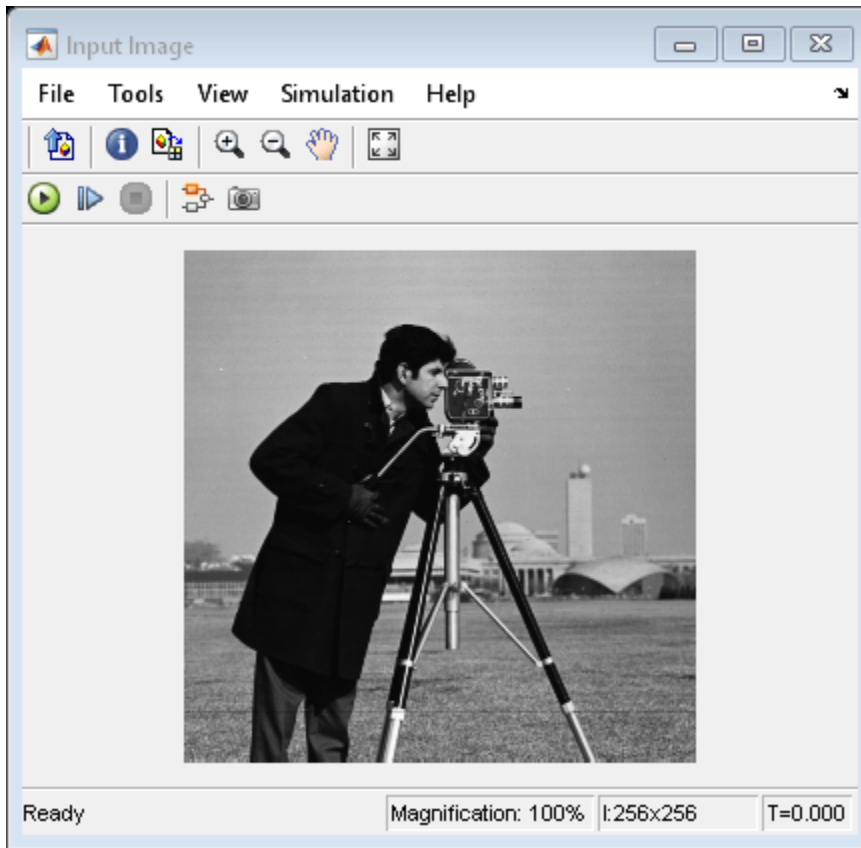 Input Image
File Tools View Simulation Help
Ready Magnification: 100% I:256x256 T=0.000